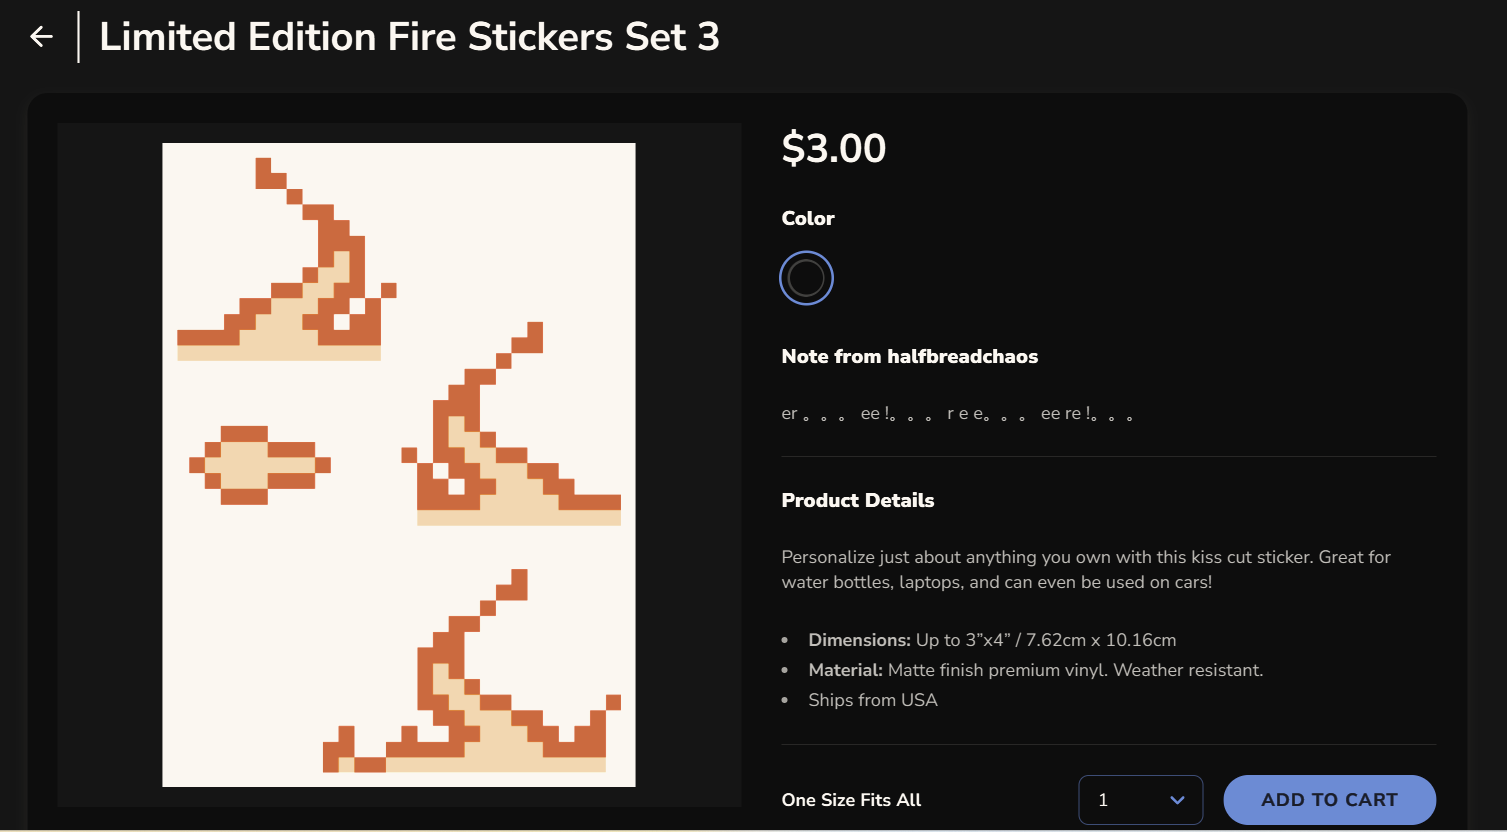 Limited Edition Fire Stickers Set 3
$3.00
Color
Note from halfbreadchaos
er 。。。 ee !。。。 r e e。。。 ee re !。。。
Product Details
Personalize just about anything you own with this kiss cut sticker. Great for
water bottles, laptops, and can even be used on cars!
Dimensions: Up to 3”x4” / 7.62cm x 10.16cm
Material: Matte finish premium vinyl. Weather resistant.
Ships from USA
One Size Fits All
1
ADD TO CART